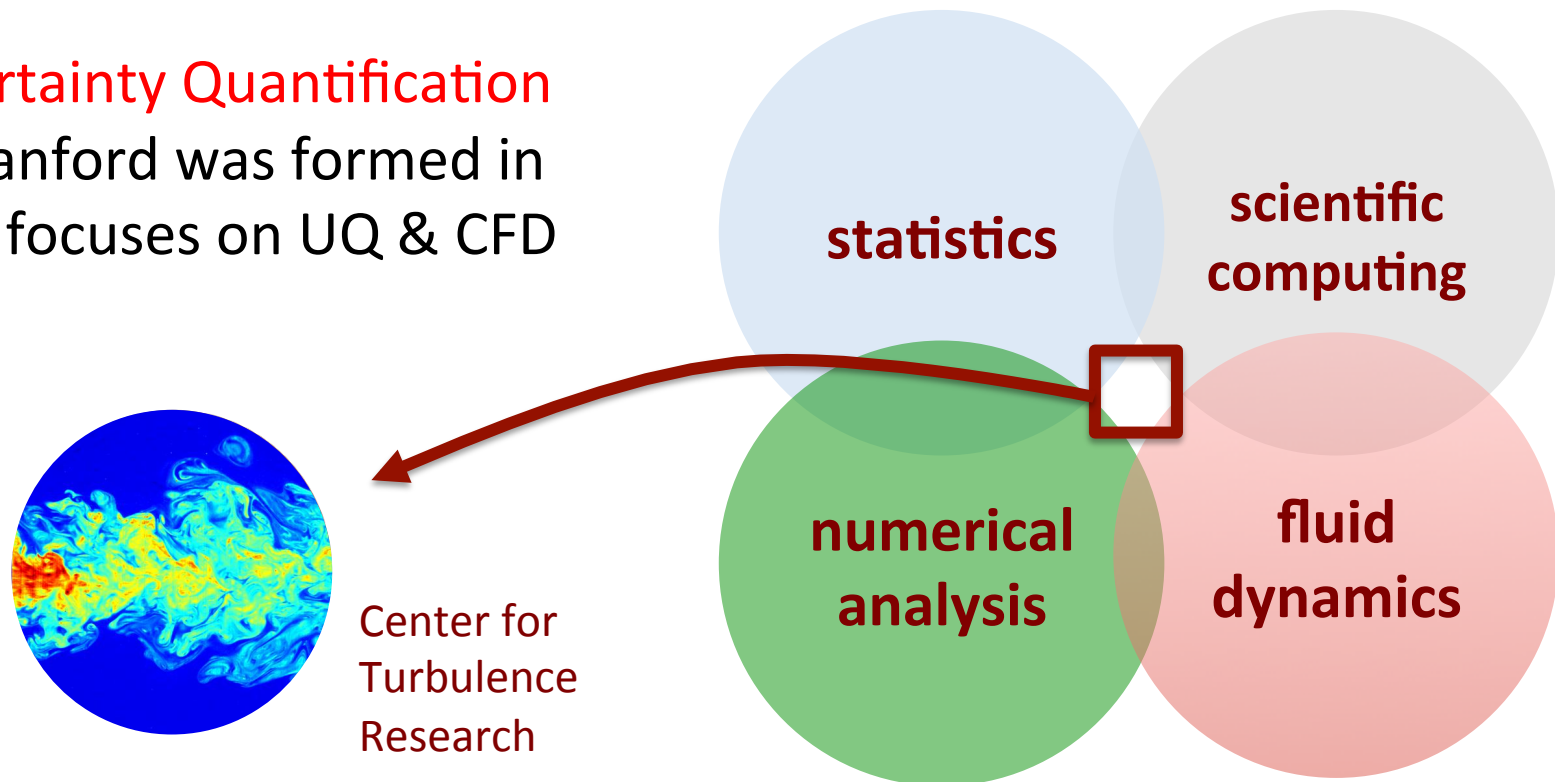 rtainty Quantification
anford was formed in
focuses on UQ & CFD
statistics
scientific
computing
numerical
analysis
fluid
dynamics
Center for
Turbulence
Research